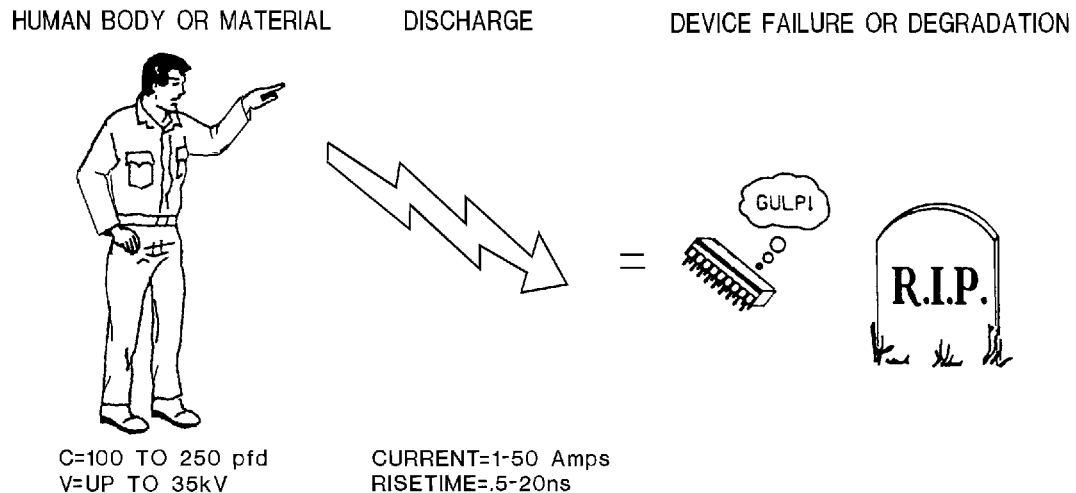 HUMAN BODY OR MATERIAL
DISCHARGE
DEVICE FAILURE OR DEGRADATION
GULP!
=
R.I.P.
C=100 TO 250 pfd
V=UP TO 35kV
CURRENT=1-50 Amps
RISETIME=.5-20ns